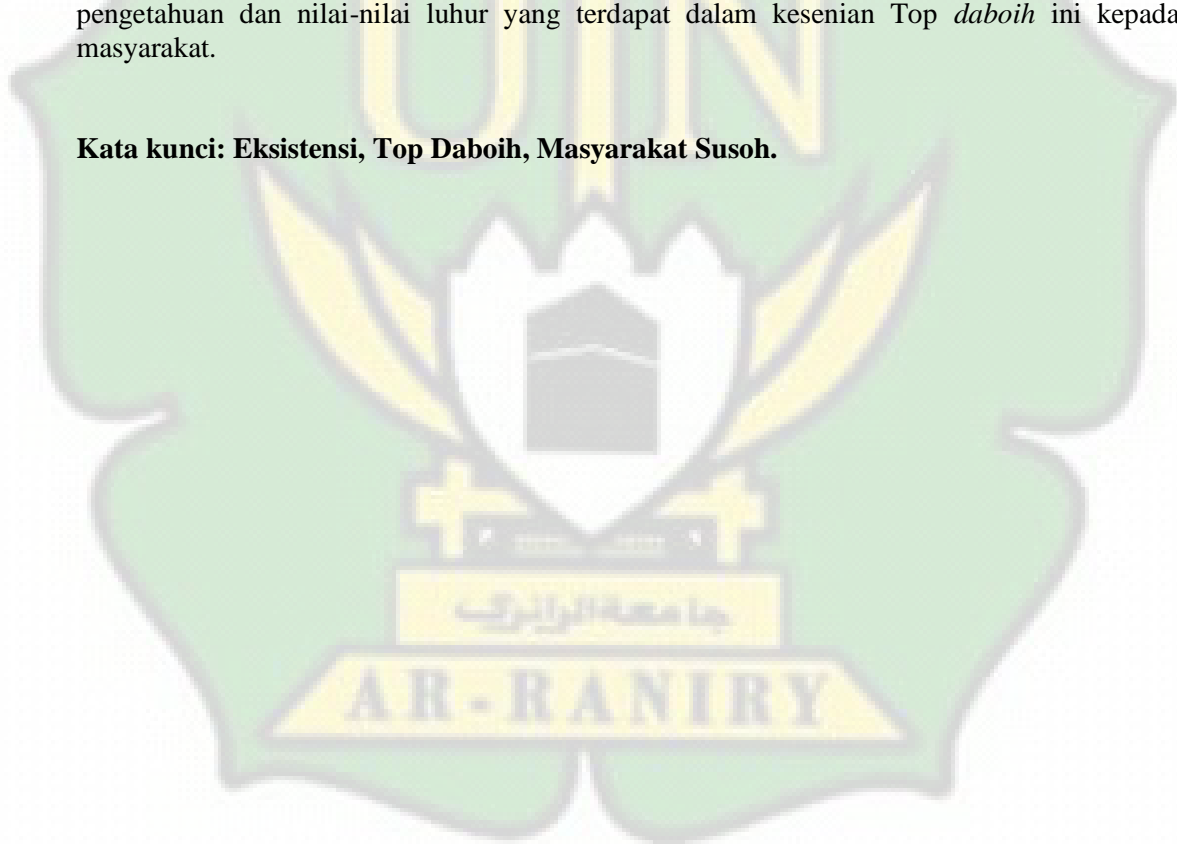 pengetahuan dan nilai-nilai luhur yang terdapat dalam kesenian Top daboih ini kepada
masyarakat.
Kata kunci: Eksistensi, Top Daboih, Masyarakat Susoh.
UIN
جامعة الرانري
AR-RANIRY